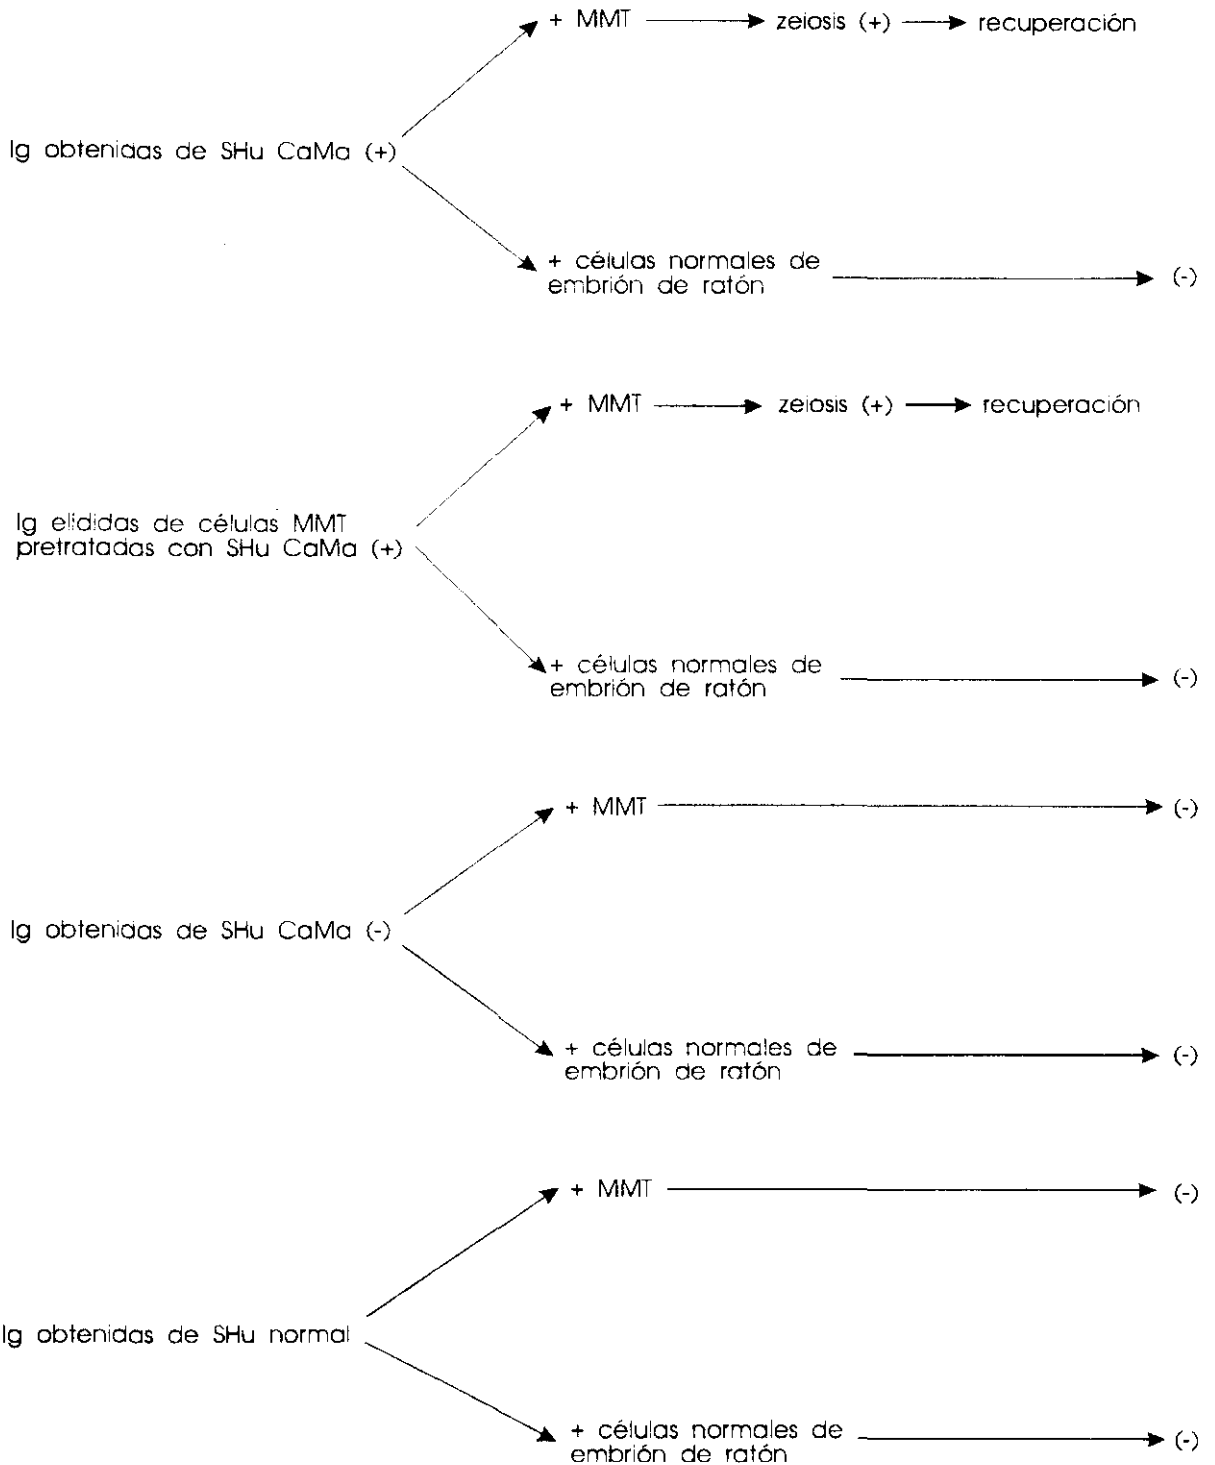 + MMT zeiosis (+) recuperación
Ig obtenidas de SHu CaMa (+)
+ células normales de
embrión de ratón (-)
+ MMT zeiosis (+) recuperación
Ig elididas de células MMT
pretratadas con SHu CaMa (+)
+ células normales de
embrión de ratón (-)
+ MMT (-)
Ig obtenidas de SHu CaMa (-)
+ células normales de (-)
embrión de ratón
+ MMT (-)
Ig obtenidas de SHu normal
+ células normales de (-)
embrión de ratón